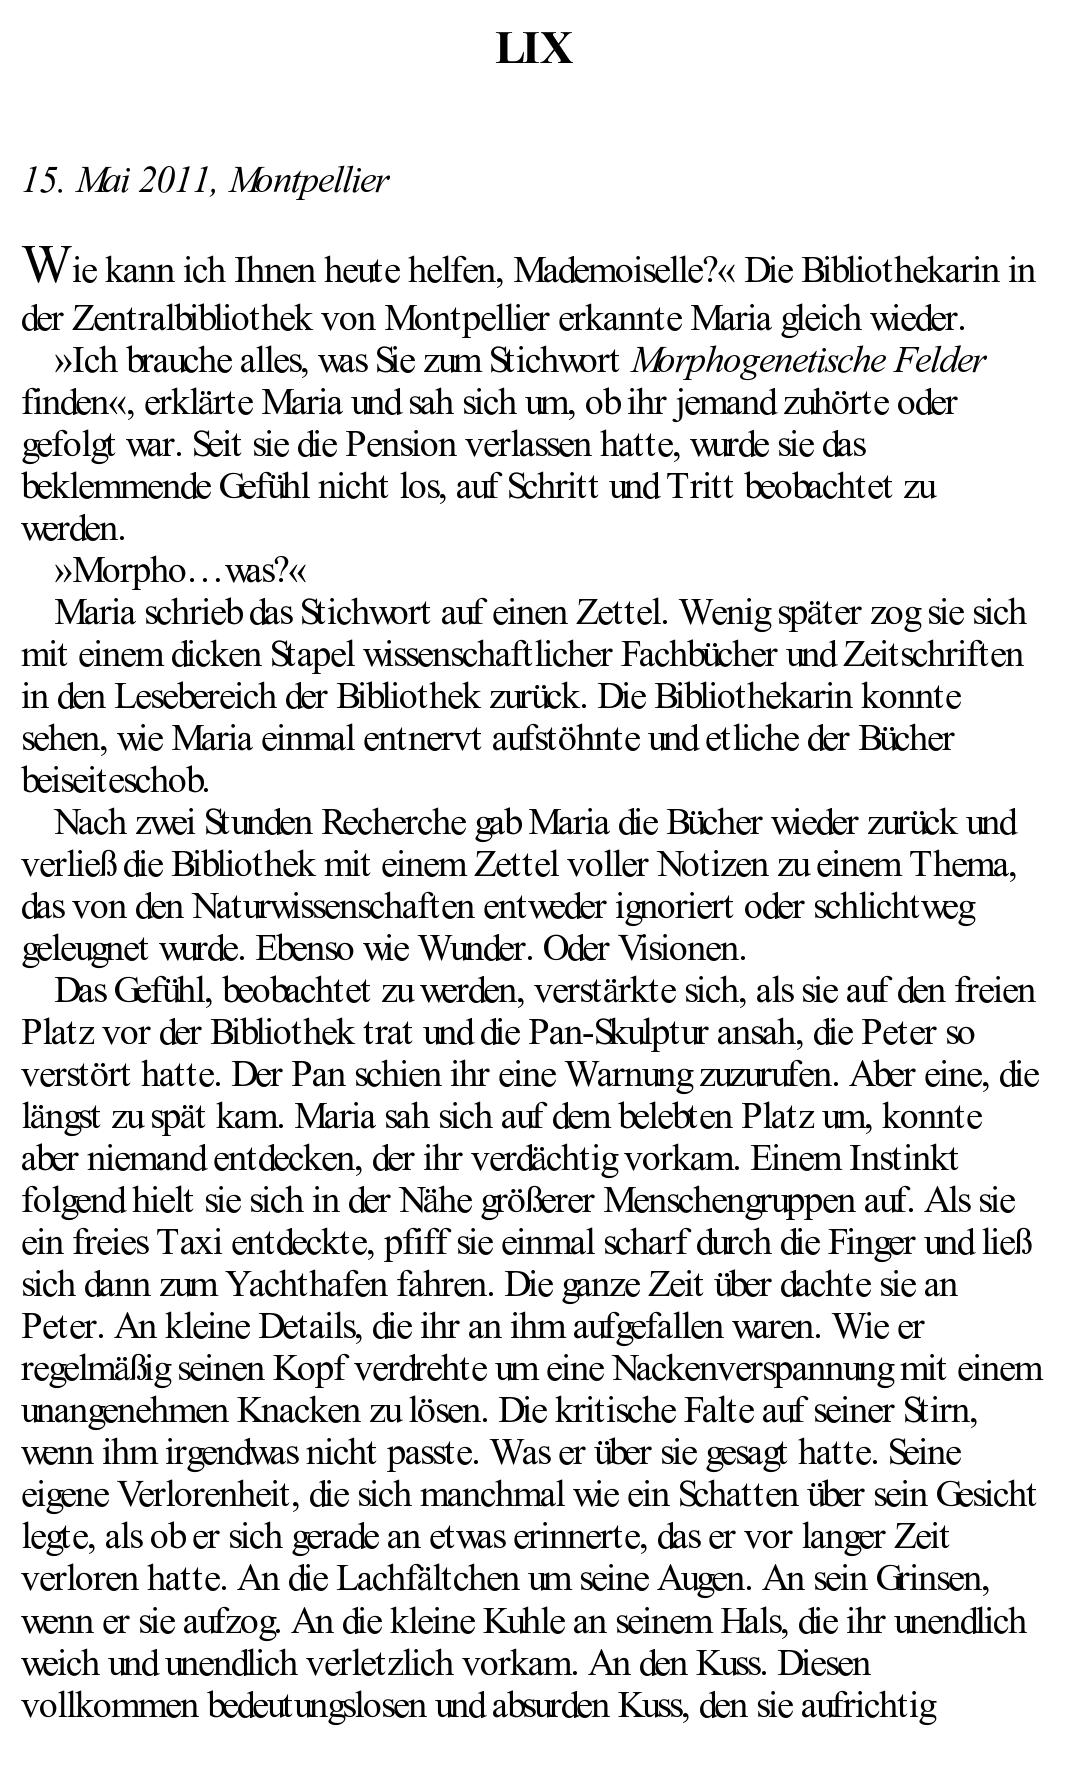 LIX
15. Mai 2011, Montpellier
Wie kann ich Ihnen heute helfen, Mademoiselle?« Die Bibliothekarin in
der Zentralbibliothek von Montpellier erkannte Maria gleich wieder.
»Ich brauche alles, was Sie zum Stichwort Morphogenetische Felder
finden«, erklärte Maria und sah sich um, ob ihr jemand zuhörte oder
gefolgt war. Seit sie die Pension verlassen hatte, wurde sie das
beklemmende Gefühl nicht los, auf Schritt und Tritt beobachtet zu
werden.
»Morpho…was?«
Maria schrieb das Stichwort auf einen Zettel. Wenig später zog sie sich
mit einem dicken Stapel wissenschaftlicher Fachbücher und Zeitschriften
in den Lesebereich der Bibliothek zurück. Die Bibliothekarin konnte
sehen, wie Maria einmal entnervt aufstöhnte und etliche der Bücher
beiseiteschob.
Nach zwei Stunden Recherche gab Maria die Bücher wieder zurück und
verließ die Bibliothek mit einem Zettel voller Notizen zu einem Thema,
das von den Naturwissenschaften entweder ignoriert oder schlichtweg
geleugnet wurde. Ebenso wie Wunder. Oder Visionen.
Das Gefühl, beobachtet zu werden, verstärkte sich, als sie auf den freien
Platz vor der Bibliothek trat und die Pan-Skulptur ansah, die Peter so
verstört hatte. Der Pan schien ihr eine Warnung zuzurufen. Aber eine, die
längst zu spät kam. Maria sah sich auf dem belebten Platz um, konnte
aber niemand entdecken, der ihr verdächtig vorkam. Einem Instinkt
folgend hielt sie sich in der Nähe größerer Menschengruppen auf. Als sie
ein freies Taxi entdeckte, pfiff sie einmal scharf durch die Finger und ließ
sich dann zum Yachthafen fahren. Die ganze Zeit über dachte sie an
Peter. An kleine Details, die ihr an ihm aufgefallen waren. Wie er
regelmäßig seinen Kopf verdrehte um eine Nackenverspannung mit einem
unangenehmen Knacken zu lösen. Die kritische Falte auf seiner Stirn,
wenn ihm irgendwas nicht passte. Was er über sie gesagt hatte. Seine
eigene Verlorenheit, die sich manchmal wie ein Schatten über sein Gesicht
legte, als ob er sich gerade an etwas erinnerte, das er vor langer Zeit
verloren hatte. An die Lachfältchen um seine Augen. An sein Grinsen,
wenn er sie aufzog. An die kleine Kuhle an seinem Hals, die ihr unendlich
weich und unendlich verletzlich vorkam. An den Kuss. Diesen
vollkommen bedeutungslosen und absurden Kuss, den sie aufrichtig